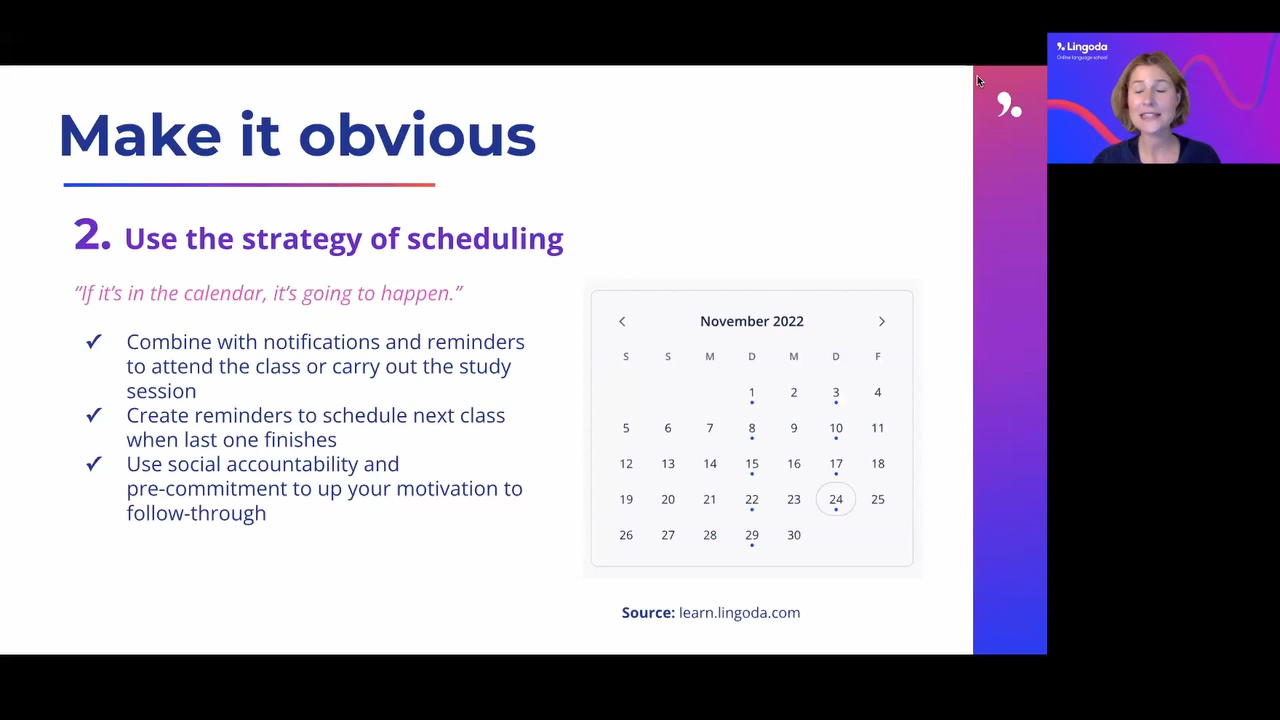 Make it obvious
2. Use the strategy of scheduling
“If it’s in the calendar, it’s going to happen.”
✓ Combine with notifications and reminders
to attend the class or carry out the study
session
✓ Create reminders to schedule next class
when last one finishes
✓ Use social accountability and
pre-commitment to up your motivation to
follow-through
November 2022
S S M D M D F
1 2 3 4
5 6 7 8 9 10 11
12 13 14 15 16 17 18
19 20 21 22 23 24 25
26 27 28 29 30
Source: learn.lingoda.com
Lingoda
Online language school